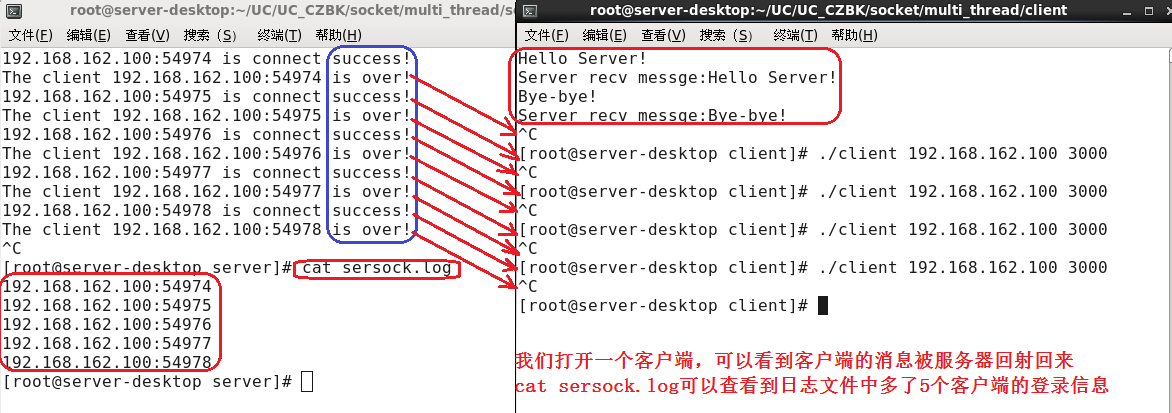 root@server-desktop:~/UC/UC_CZBK/socket/multi_thread/se
文件(F) 编辑(E) 查看(V) 搜索 (S) 终端(T) 帮助(H)
192.168.162.100:54974 is connect success!
The client 192.168.162.100:54974 is over!
192.168.162.100:54975 is connect success!
The client 192.168.162.100:54975 is over!
192.168.162.100:54976 is connect success!
The client 192.168.162.100:54976 is over!
192.168.162.100:54977 is connect success!
The client 192.168.162.100:54977 is over!
192.168.162.100:54978 is connect success!
The client 192.168.162.100:54978 is over!
^C
[root@server-desktop server]# cat sersock.log
192.168.162.100:54974
192.168.162.100:54975
192.168.162.100:54976
192.168.162.100:54977
192.168.162.100:54978
[root@server-desktop server]#
root@server-desktop:~/UC/UC_CZBK/socket/multi_thread/client
文件(F) 编辑(E) 查看(V) 搜索 (S) 终端(T) 帮助(H)
Hello Server!
Server recv messge:Hello Server!
Bye-bye!
Server recv messge:Bye-bye!
^C
[root@server-desktop client]# ./client 192.168.162.100 3000
^C
[root@server-desktop client]# ./client 192.168.162.100 3000
^C
[root@server-desktop client]# ./client 192.168.162.100 3000
^C
[root@server-desktop client]# ./client 192.168.162.100 3000
^C
[root@server-desktop client]#
我们打开一个客户端，可以看到客户端的消息被服务器回射回来
cat sersock.log可以查看到日志文件中多了5个客户端的登录信息